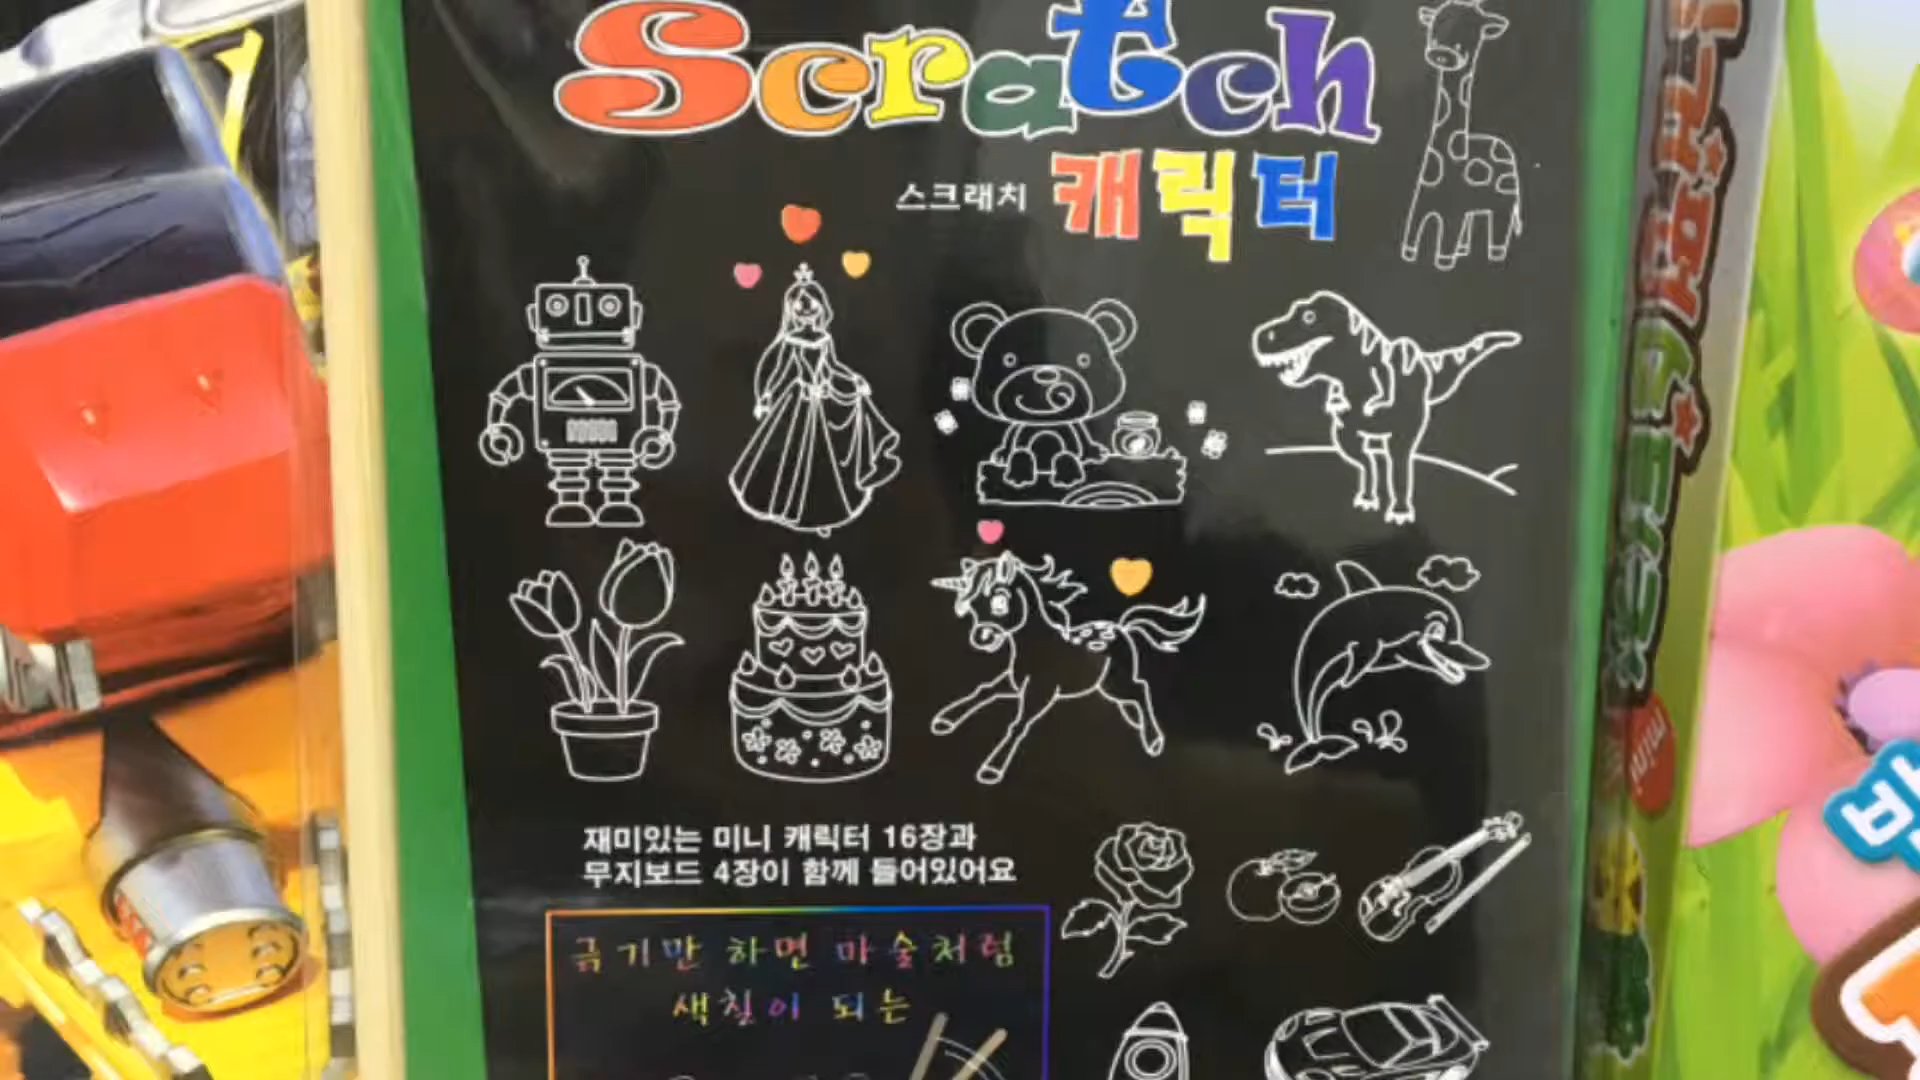 Scratch
스크래치 캐릭터
재미있는 미니 캐릭터 16장과
무지보드 4장이 함께 들어있어요
긁기만 하면 마술처럼
색칠이 되는
mini